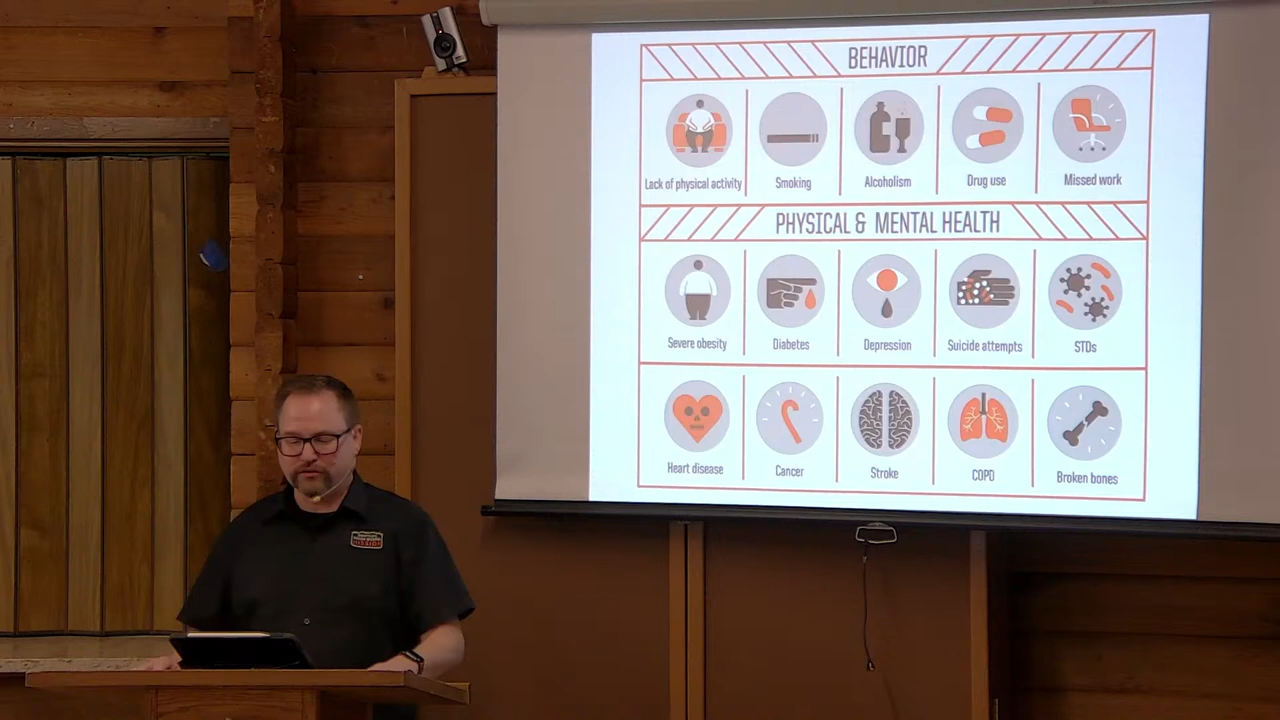 BEHAVIOR
Lack of physical activity
Smoking
Alcoholism
Drug use
Missed work
PHYSICAL & MENTAL HEALTH
Severe obesity
Diabetes
Depression
Suicide attempts
STDs
Heart disease
Cancer
Stroke
COPD
Broken bones
MISSION